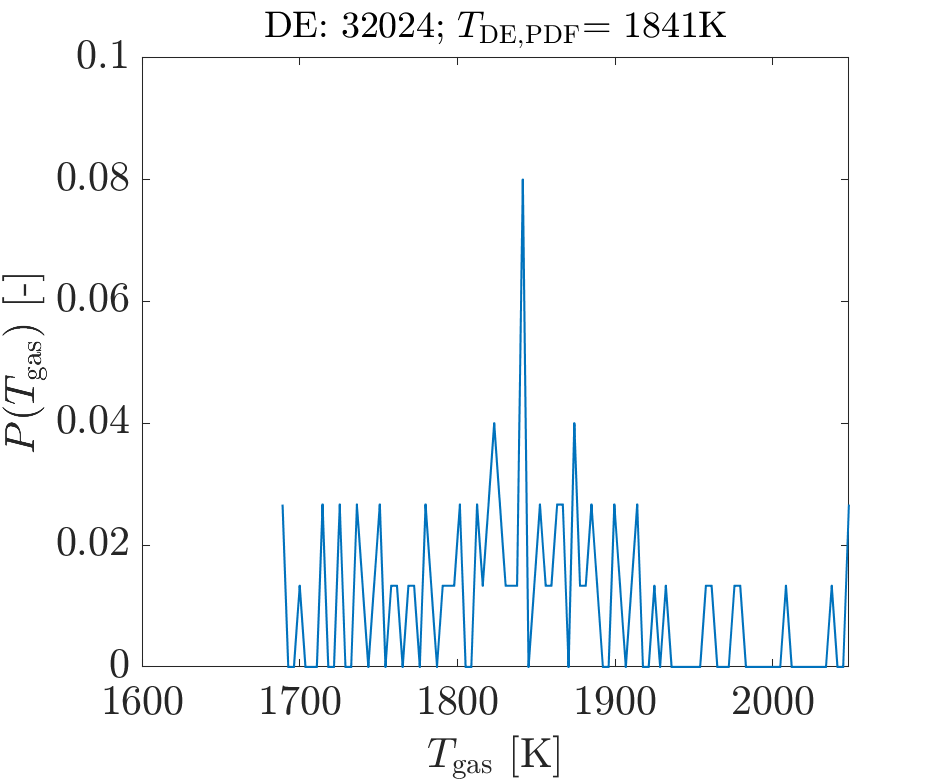 DE: 32024; T_DE,PDF= 1841K
0.1
0.08
0.06
0.04
0.02
0
P(T_gas) [-]
1600 1700 1800 1900 2000
T_gas [K]